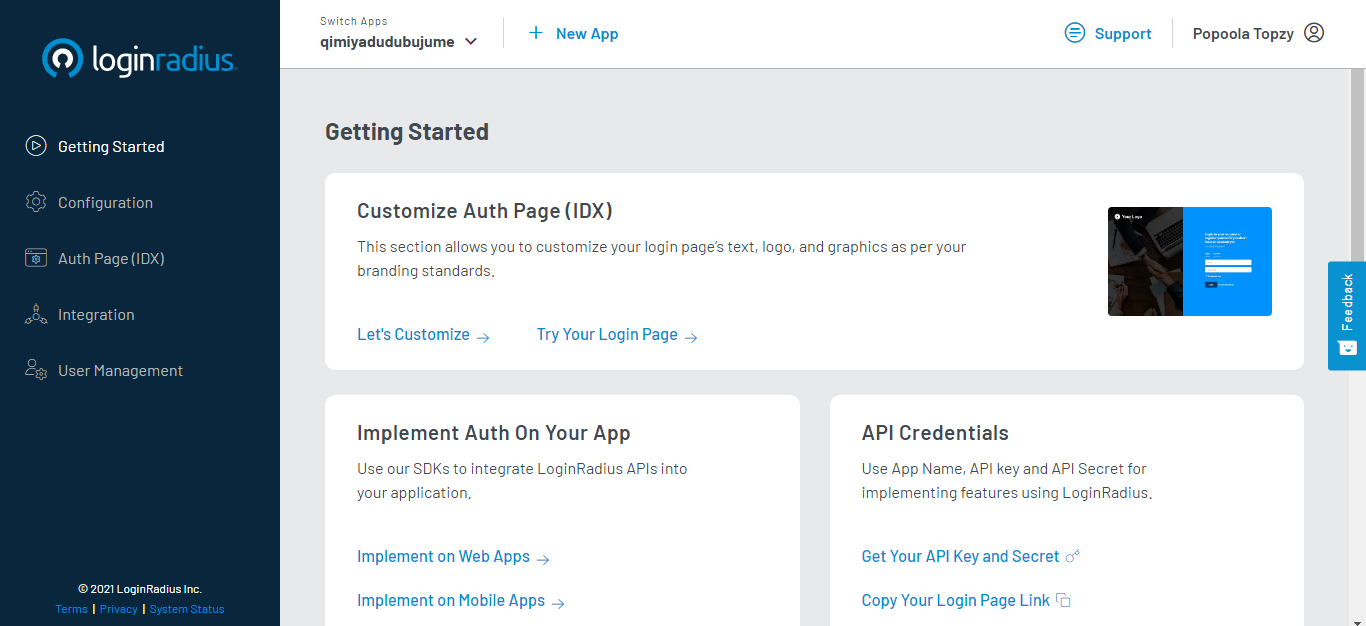 loginradius
Getting Started
Configuration
Auth Page (IDX)
Integration
User Management
© 2021 LoginRadius Inc.
Terms | Privacy | System Status
Switch Apps
qimiyadudubujume
+ New App
Support
Popoola Topzy
Getting Started
Customize Auth Page (IDX)
This section allows you to customize your login page's text, logo, and graphics as per your
branding standards.
Let's Customize →
Try Your Login Page →
Your Logo
Implement Auth On Your App
Use our SDKs to integrate LoginRadius APIs into
your application.
Implement on Web Apps →
Implement on Mobile Apps →
API Credentials
Use App Name, API key and API Secret for
implementing features using LoginRadius.
Get Your API Key and Secret
Copy Your Login Page Link
Feedback